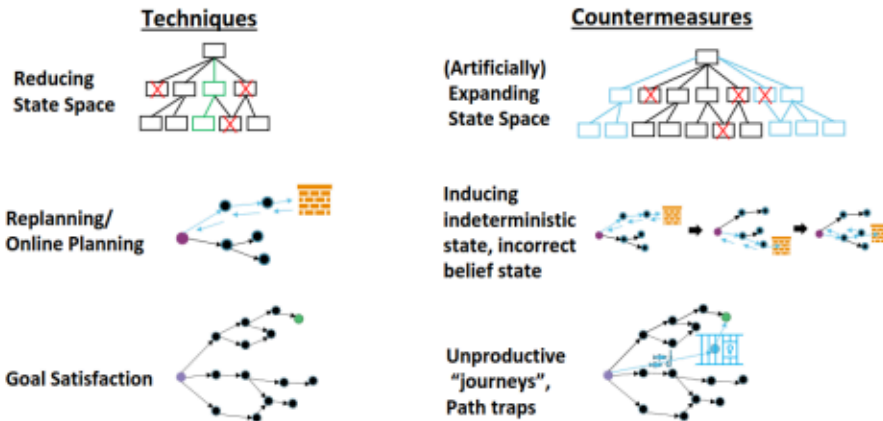 Techniques
Countermeasures
Reducing
State Space
(Artificially)
Expanding
State Space
Replanning/
Online Planning
Inducing
indeterministic
state, incorrect
belief state
Goal Satisfaction
Unproductive
"journeys",
Path traps